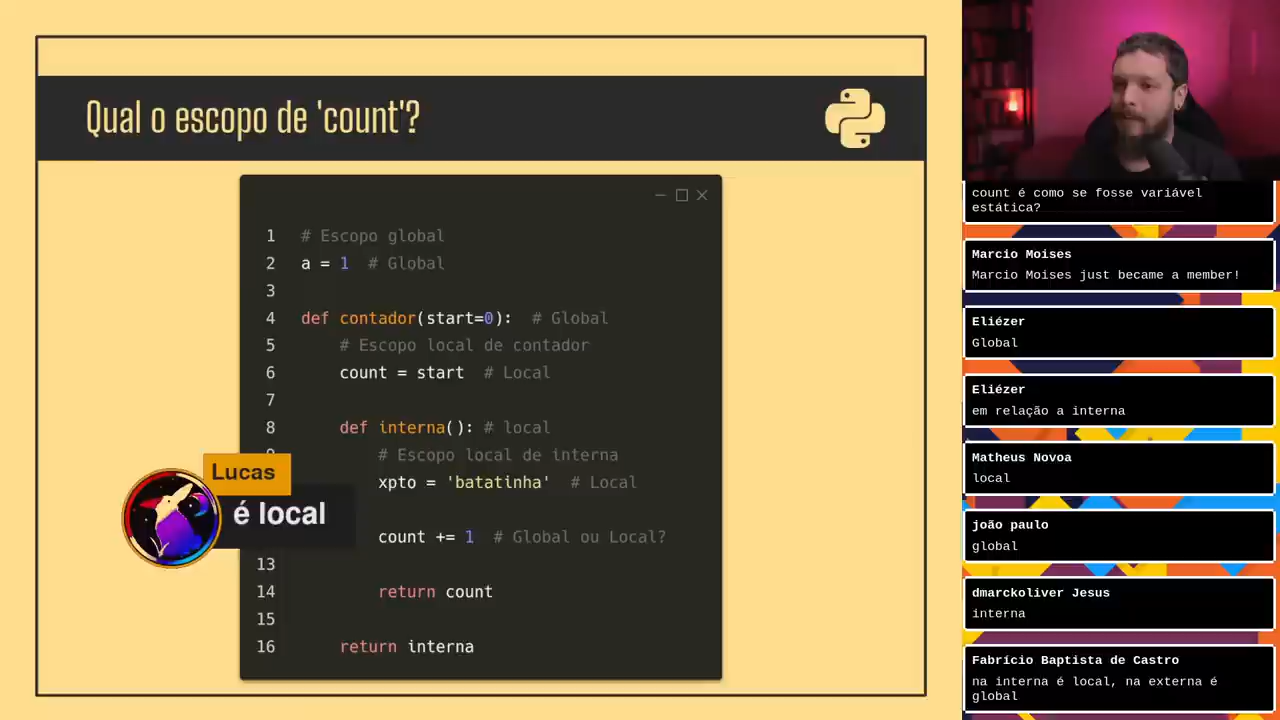 Qual o escopo de 'count'?
1 # Escopo global
2 a = 1 # Global
3
4 def contador(start=0): # Global
5 # Escopo local de contador
6 count = start # Local
7
8 def interna(): # local
# Escopo local de interna
xpto = 'batatinha' # Local
count += 1 # Global ou Local?
13
14 return count
15
16 return interna
Lucas
é local
count é como se fosse variável
estática?
Marcio Moises
Marcio Moises just became a member!
Eliézer
Global
Eliézer
em relação a interna
Matheus Novoa
local
joão paulo
global
dmarckoliver Jesus
interna
Fabrício Baptista de Castro
na interna é local, na externa é
global